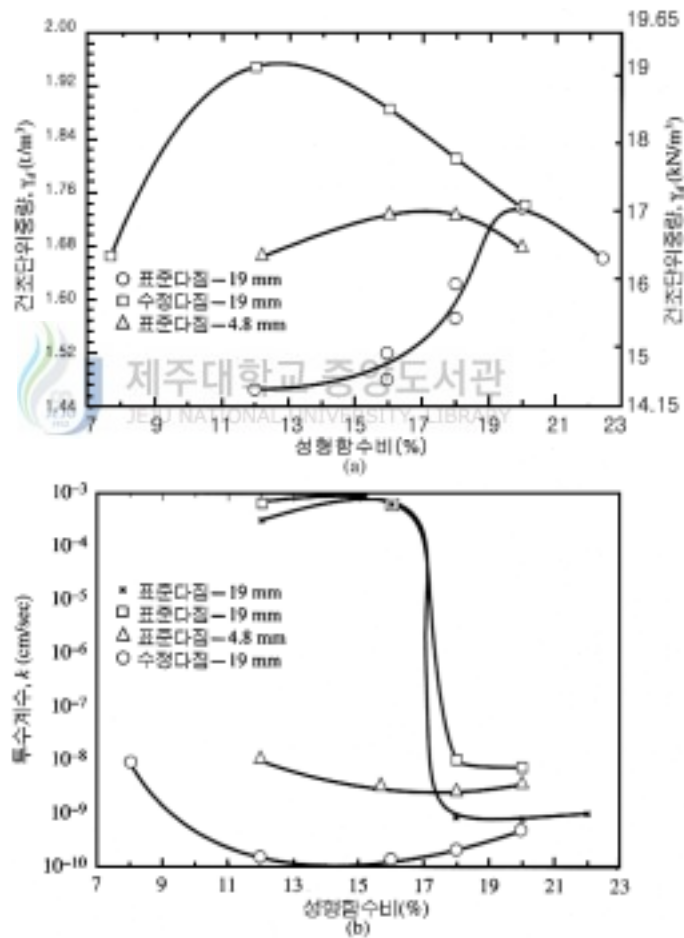 2.00
19.65
1.92
1.84
1.76
1.68
1.60
1.52
건조단위중량, γd(t/m³)
19
18
17
16
15
14.15
건조단위중량, γd(kN/m³)
○ 표준다짐－19 mm
□ 수정다짐－19 mm
△ 표준다짐－4.8 mm
제주대학교 중앙도서관
JEJU NATIONAL UNIVERSITY LIBRARY
7 9 11 13 15 17 19 21 23
성형함수비(%)
(a)
10⁻³
10⁻⁴
10⁻⁵
10⁻⁶
10⁻⁷
10⁻⁸
10⁻⁹
10⁻¹⁰
투수계수, k (cm/sec)
× 표준다짐－19 mm
□ 표준다짐－19 mm
△ 표준다짐－4.8 mm
○ 수정다짐－19 mm
7 9 11 13 15 17 19 21 23
성형함수비(%)
(b)